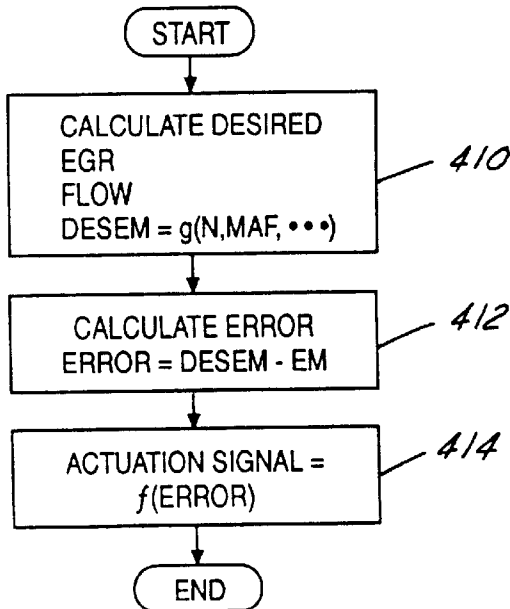 START
CALCULATE DESIRED
EGR
FLOW
DESEM = g(N,MAF, •••)
410
CALCULATE ERROR
ERROR = DESEM - EM
412
ACTUATION SIGNAL =
f(ERROR)
414
END